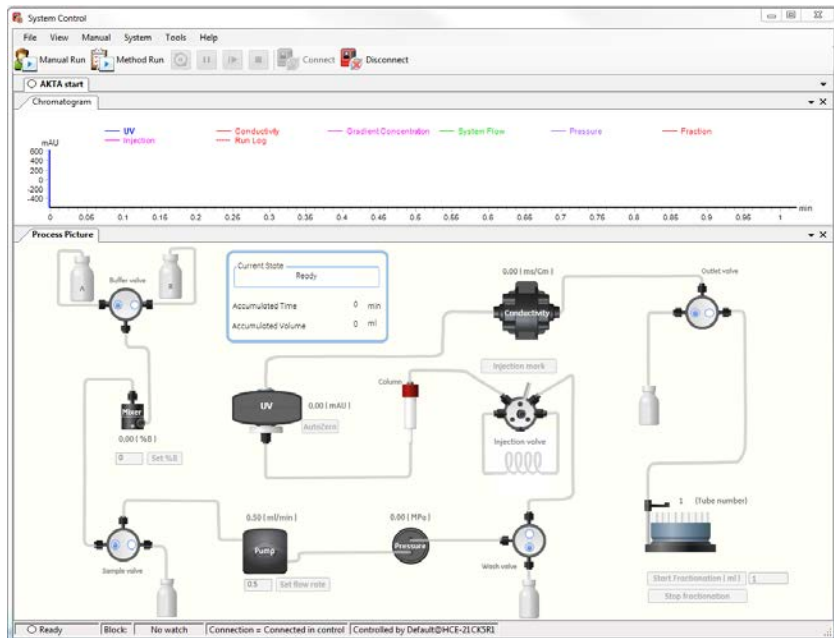 System Control
File View Manual System Tools Help
Manual Run Method Run Connect Disconnect
AKTA start
Chromatogram
UV Conductivity Gradient Concentration System Flow Pressure Fraction
Injection Run Log
mAU
600
400
200
0
-200
-400
0 0.05 0.1 0.15 0.2 0.25 0.3 0.35 0.4 0.45 0.5 0.55 0.6 0.65 0.7 0.75 0.8 0.85 0.9 0.95 1 min
Process Picture
A
Buffer valve
B
Current State
Ready
Accumulated Time 0 min
Accumulated Volume 0 ml
0.00 ( ms/Cm )
Conductivity
Outlet valve
Injection mark
Column
Mixer
0.00 ( %B )
0 Set %B
UV
0.00 ( mAU )
AutoZero
Injection valve
1 (Tube number)
0.50 ( ml/min )
Pump
0.5 Set flow rate
0.00 ( MPa )
Pressure
Sample valve
Wash valve
Start Fractionation ( ml ) 1
Stop fractionation
Ready Block: No watch Connection = Connected in control Controlled by Default@HCE-21CK5R1